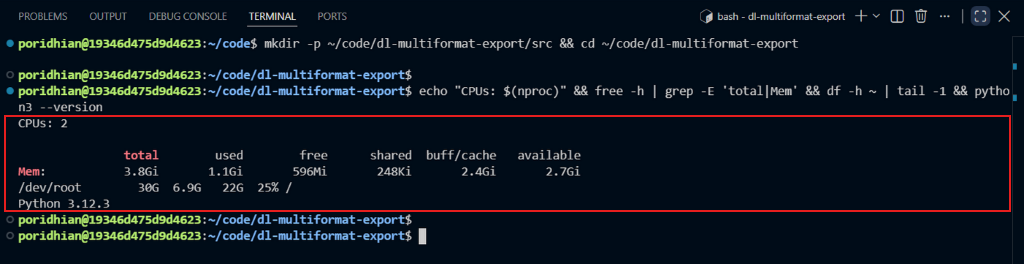 PROBLEMS OUTPUT DEBUG CONSOLE TERMINAL PORTS bash - dl-multiformat-export
poridhian@19346d475d9d4623:~/code$ mkdir -p ~/code/dl-multiformat-export/src && cd ~/code/dl-multiformat-export
poridhian@19346d475d9d4623:~/code/dl-multiformat-export$
poridhian@19346d475d9d4623:~/code/dl-multiformat-export$ echo "CPUs: $(nproc)" && free -h | grep -E 'total|Mem' && df -h ~ | tail -1 && pytho
n3 --version
CPUs: 2
total used free shared buff/cache available
Mem: 3.8Gi 1.1Gi 596Mi 248Ki 2.4Gi 2.7Gi
/dev/root 30G 6.9G 22G 25% /
Python 3.12.3
poridhian@19346d475d9d4623:~/code/dl-multiformat-export$
poridhian@19346d475d9d4623:~/code/dl-multiformat-export$